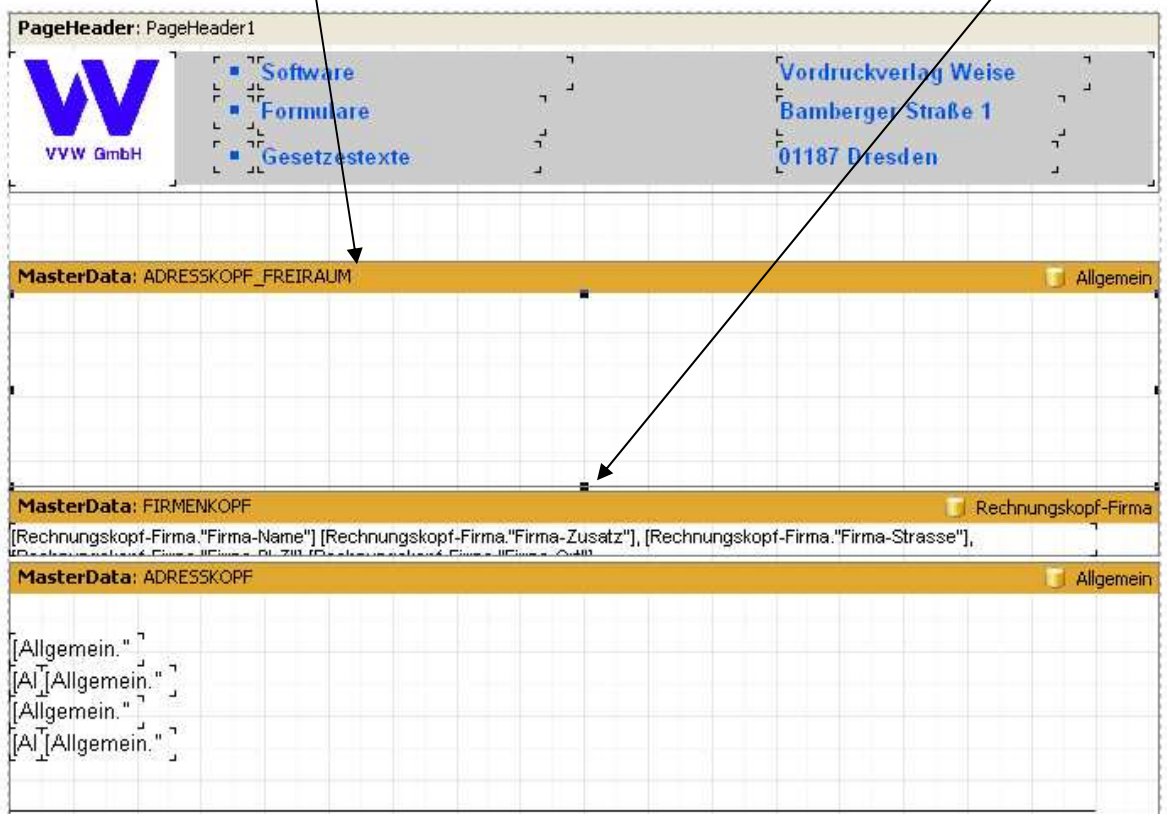 PageHeader: PageHeader1
Software Vordruckverlag Weise
Formulare Bamberger Straße 1
VVW GmbH
Gesetzestexte 01187 Dresden
MasterData: ADRESSKOPF_FREIRAUM Allgemein
MasterData: FIRMENKOPF Rechnungskopf-Firma
[Rechnungskopf-Firma."Firma-Name"] [Rechnungskopf-Firma."Firma-Zusatz"], [Rechnungskopf-Firma."Firma-Strasse"],
MasterData: ADRESSKOPF Allgemein
[Allgemein."
[Al [Allgemein."
[Allgemein."
[Al [Allgemein."